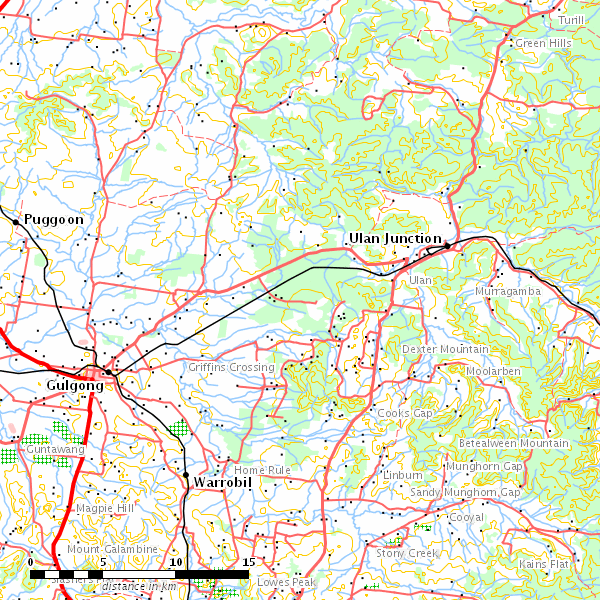 Turill
Green Hills
Puggoon
Ulan Junction
Ulan
Murragamba
Dexter Mountain
Griffins Crossing
Moolarben
Gulgong
Cooks Gap
Betealween Mountain
Guntawang
Munghorn Gap
Home Rule
Linburn
Warrobil
Sandy Munghorn Gap
Magpie Hill
Cooyal
Mount Galambine
Stony Creek
Kains Flat
0 5 10 15
distance in km
Lowes Peak